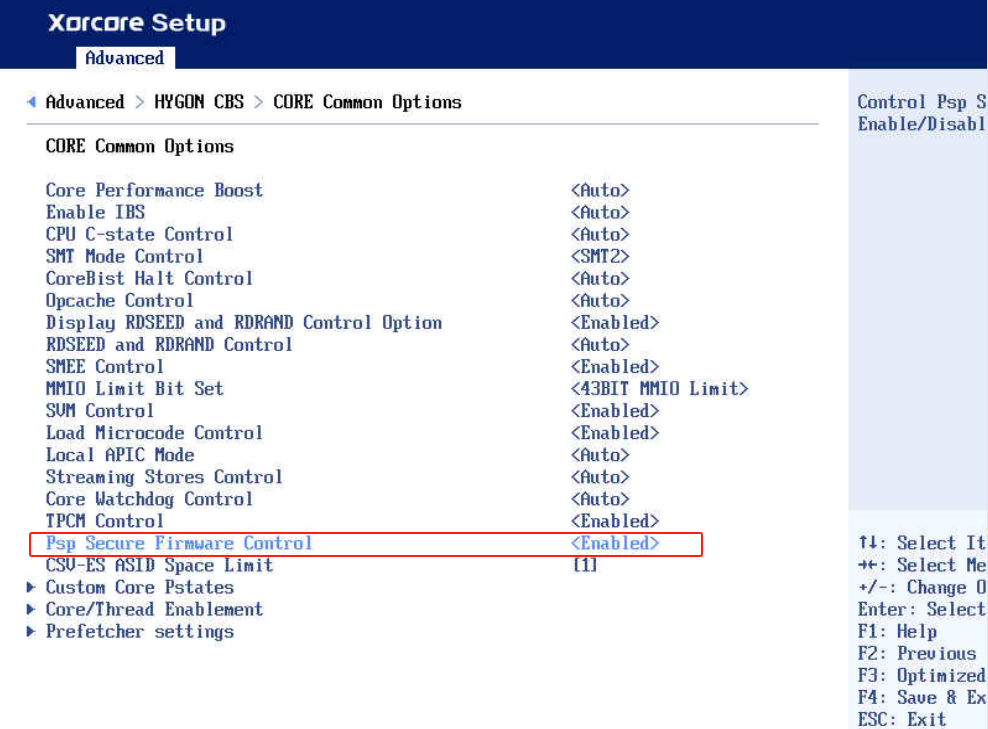 Xorcore Setup
Advanced
Advanced > HYGON CBS > CORE Common Options
CORE Common Options
Core Performance Boost <Auto>
Enable IBS <Auto>
CPU C-state Control <Auto>
SMT Mode Control <SMT2>
CoreBist Halt Control <Auto>
Opcache Control <Auto>
Display RDSEED and RDRAND Control Option <Enabled>
RDSEED and RDRAND Control <Auto>
SMEE Control <Enabled>
MMIO Limit Bit Set <43BIT MMIO Limit>
SVM Control <Enabled>
Load Microcode Control <Enabled>
Local APIC Mode <Auto>
Streaming Stores Control <Auto>
Core Watchdog Control <Auto>
TPCM Control <Enabled>
Psp Secure Firmware Control <Enabled>
CSV-ES ASID Space Limit [1]
Custom Core Pstates
Core/Thread Enablement
Prefetcher settings
Control Psp S
Enable/Disabl
↑↓: Select It
→←: Select Me
+/-: Change O
Enter: Select
F1: Help
F2: Previous
F3: Optimized
F4: Save & Ex
ESC: Exit